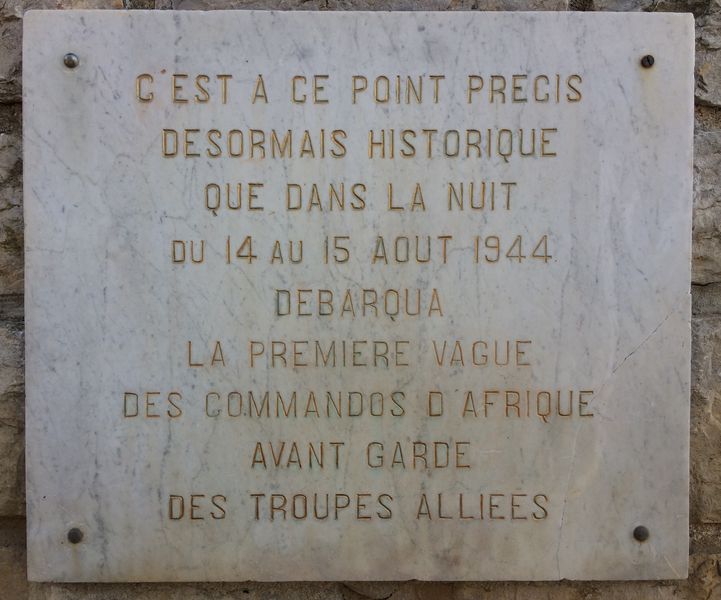 C'EST A CE POINT PRECIS
DESORMAIS HISTORIQUE
QUE DANS LA NUIT
DU 14 AU 15 AOUT 1944
DEBARQUA
LA PREMIERE VAGUE
DES COMMANDOS D'AFRIQUE
AVANT GARDE
DES TROUPES ALLIEES